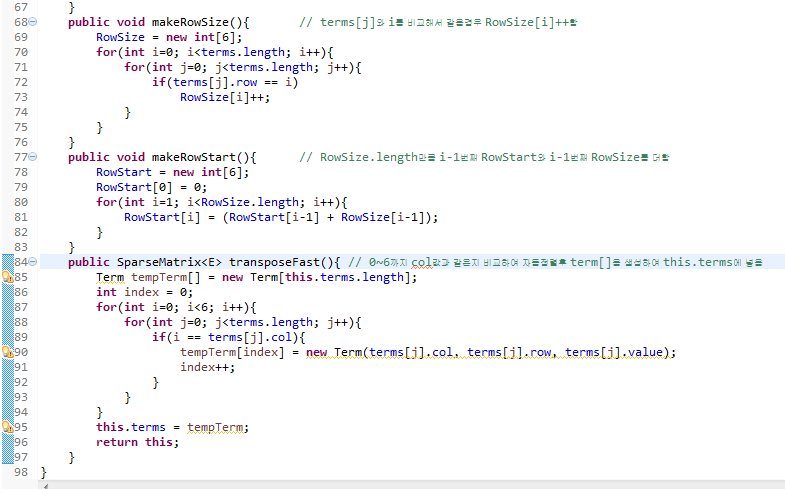 67 }
68 public void makeRowSize(){ // terms[j]와 i를 비교해서 같을경우 RowSize[i]++함
69 RowSize = new int[6];
70 for(int i=0; i<terms.length; i++){
71 for(int j=0; j<terms.length; j++){
72 if(terms[j].row == i)
73 RowSize[i]++;
74 }
75 }
76 }
77 public void makeRowStart(){ // RowSize.length만큼 i-1번째 RowStart와 i-1번째 RowSize를 더함
78 RowStart = new int[6];
79 RowStart[0] = 0;
80 for(int i=1; i<RowSize.length; i++){
81 RowStart[i] = (RowStart[i-1] + RowSize[i-1]);
82 }
83 }
84 public SparseMatrix<E> transposeFast(){ // 0~6까지 col값과 같은지 비교하여 자동정렬후 term[]을 생성하여 this.terms에 넣음
85 Term tempTerm[] = new Term[this.terms.length];
86 int index = 0;
87 for(int i=0; i<6; i++){
88 for(int j=0; j<terms.length; j++){
89 if(i == terms[j].col){
90 tempTerm[index] = new Term(terms[j].col, terms[j].row, terms[j].value);
91 index++;
92 }
93 }
94 }
95 this.terms = tempTerm;
96 return this;
97 }
98 }